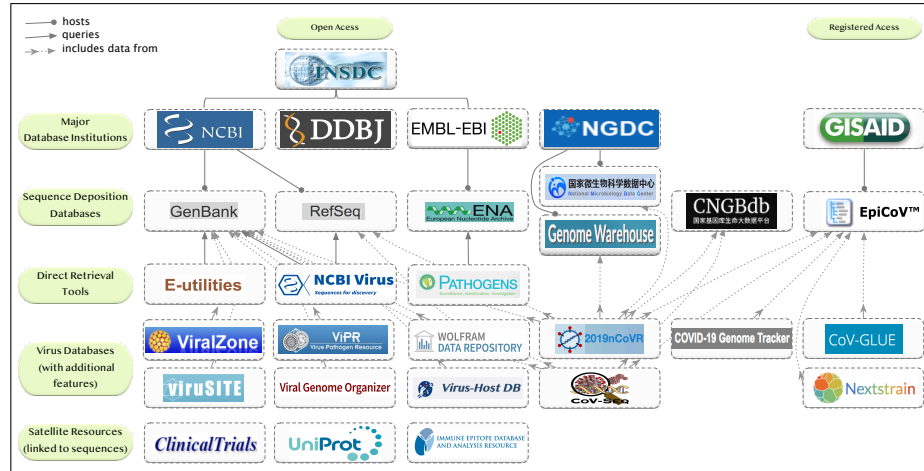 hosts
queries
includes data from
Open Acess
Registered Acess
INSDC
Major
Database Institutions
NCBI
DDBJ
EMBL-EBI
NGDC
GISAID
Sequence Deposition
Databases
GenBank
RefSeq
ENA
European Nucleotide Archive
国家微生物科学数据中心
National Microbiology Data Center
Genome Warehouse
CNGBdb
国家基因库生命大数据平台
EpiCoV™
Direct Retrieval
Tools
E-utilities
NCBI Virus
Sequences for discovery
PATHOGENS
Surveillance, Identification, Investigation
Virus Databases
(with additional
features)
ViralZone
ViPR
Virus Pathogen Resource
WOLFRAM
DATA REPOSITORY
2019nCoVR
COVID-19 Genome Tracker
CoV-GLUE
viruSITE
Viral Genome Organizer
Virus-Host DB
CoV-Seq
Nextstrain
Satellite Resources
(linked to sequences)
ClinicalTrials
UniProt
IMMUNE EPITOPE DATABASE
AND ANALYSIS RESOURCE